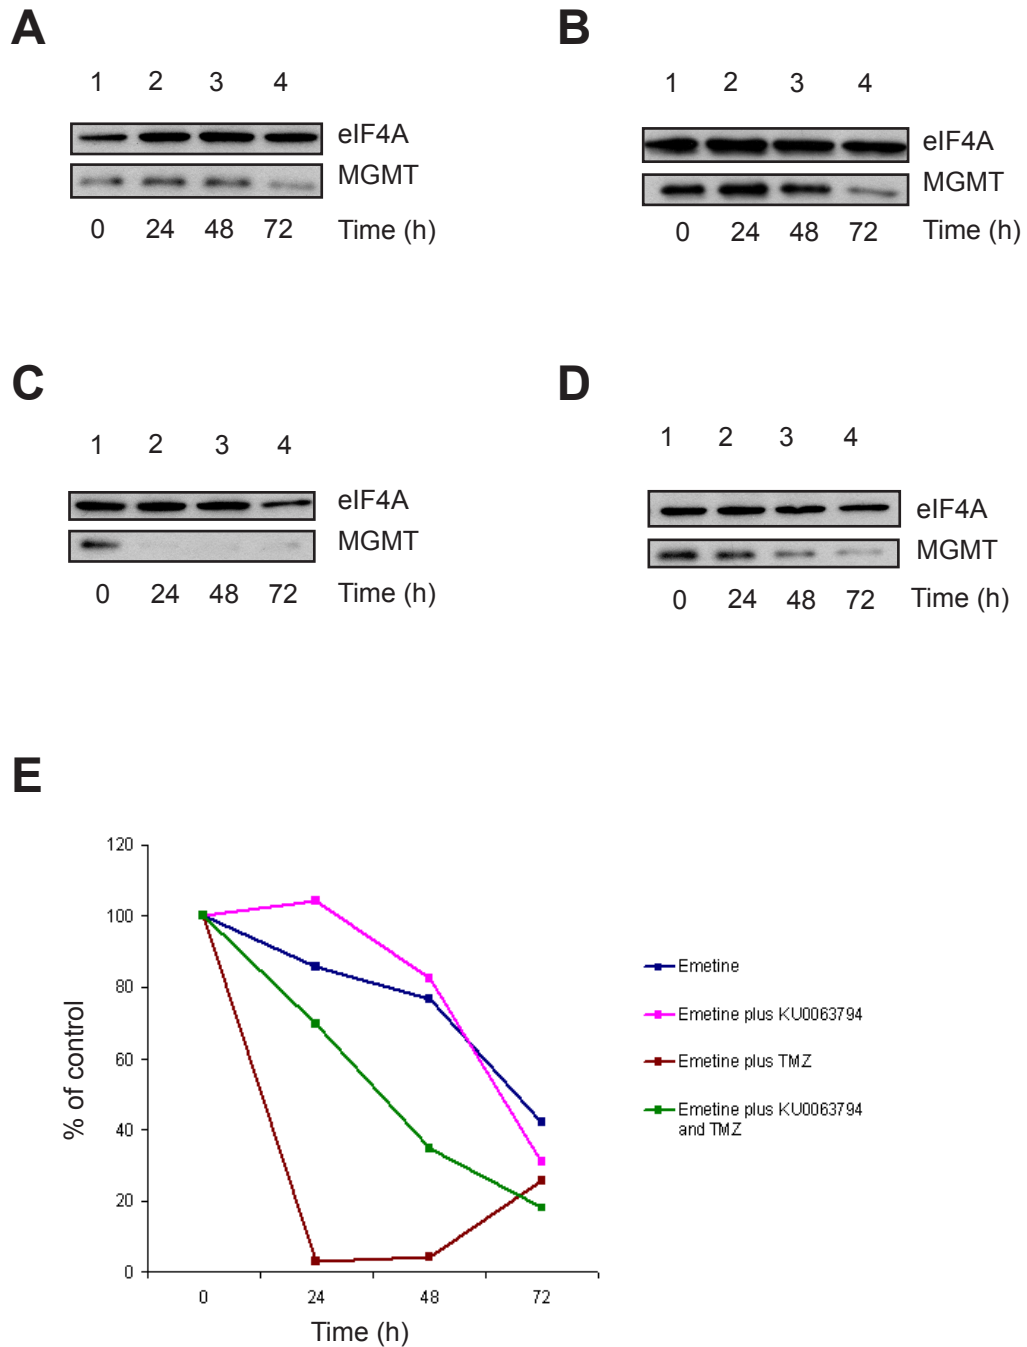 A
1 2 3 4
eIF4A
MGMT
0 24 48 72 Time (h)
B
1 2 3 4
eIF4A
MGMT
0 24 48 72 Time (h)
C
1 2 3 4
eIF4A
MGMT
0 24 48 72 Time (h)
D
1 2 3 4
eIF4A
MGMT
0 24 48 72 Time (h)
E
120
100
80
60
40
20
0
% of control
0 24 48 72
Time (h)
Emetine
Emetine plus KU0063794
Emetine plus TMZ
Emetine plus KU0063794
and TMZ